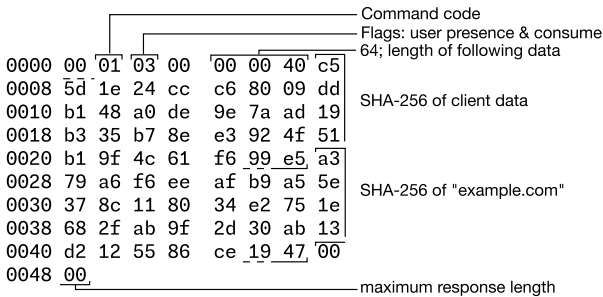 Command code
Flags: user presence & consume
64; length of following data
0000 00 01 03 00 00 00 40 c5
0008 5d 1e 24 cc c6 80 09 dd
0010 b1 48 a0 de 9e 7a ad 19
0018 b3 35 b7 8e e3 92 4f 51
0020 b1 9f 4c 61 f6 99 e5 a3
0028 79 a6 f6 ee af b9 a5 5e
0030 37 8c 11 80 34 e2 75 1e
0038 68 2f ab 9f 2d 30 ab 13
0040 d2 12 55 86 ce 19 47 00
0048 00
SHA-256 of client data
SHA-256 of "example.com"
maximum response length